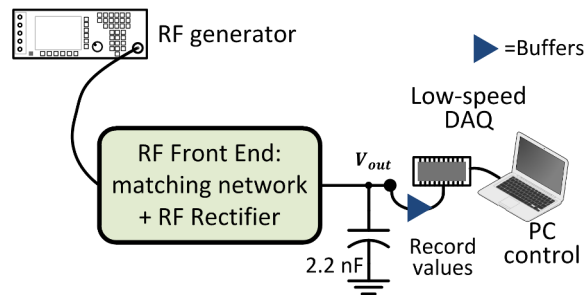 RF generator
=Buffers
Low-speed
DAQ
RF Front End:
matching network
+ RF Rectifier
V_out
2.2 nF
Record
values
PC
control